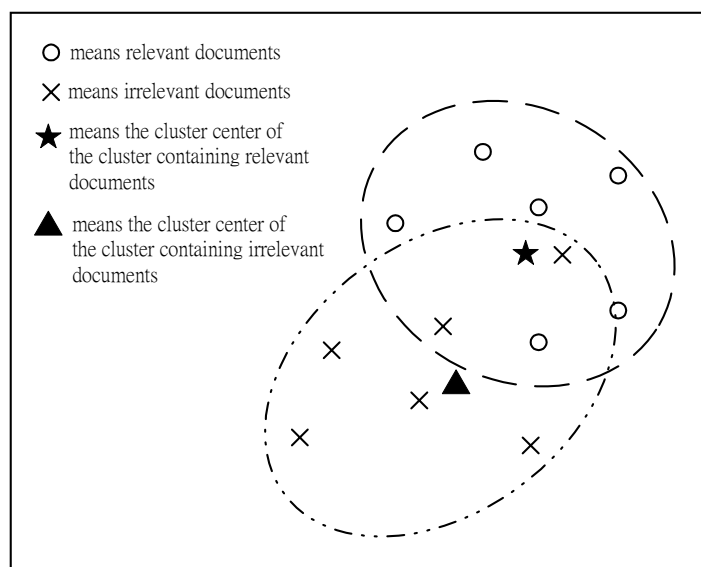 means relevant documents
means irrelevant documents
means the cluster center of
the cluster containing relevant
documents
means the cluster center of
the cluster containing irrelevant
documents